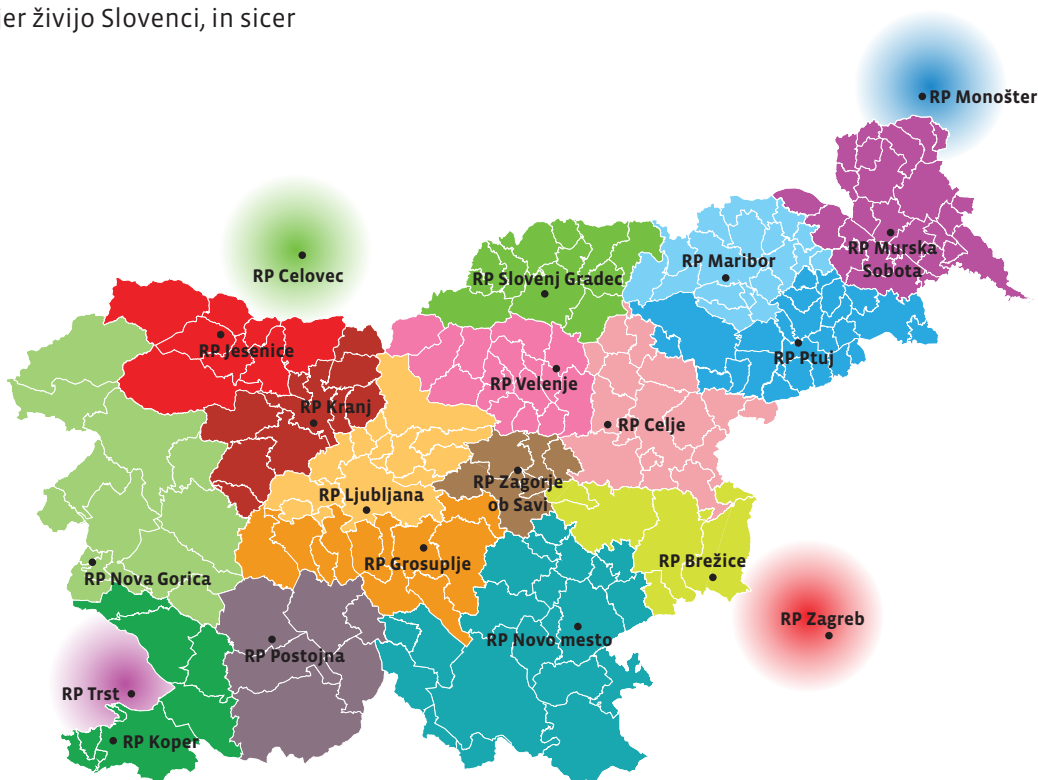 jer živijo Slovenci, in sicer
RP Monošter
RP Murska
Sobota
RP Maribor
RP Celovec
RP Slovenj Gradec
RP Jesenice
RP Ptuj
RP Velenje
RP Kranj
RP Celje
RP Zagorje
ob Savi
RP Ljubljana
RP Grosuplje
RP Brežice
RP Nova Gorica
RP Zagreb
RP Novo mesto
RP Postojna
RP Trst
RP Koper